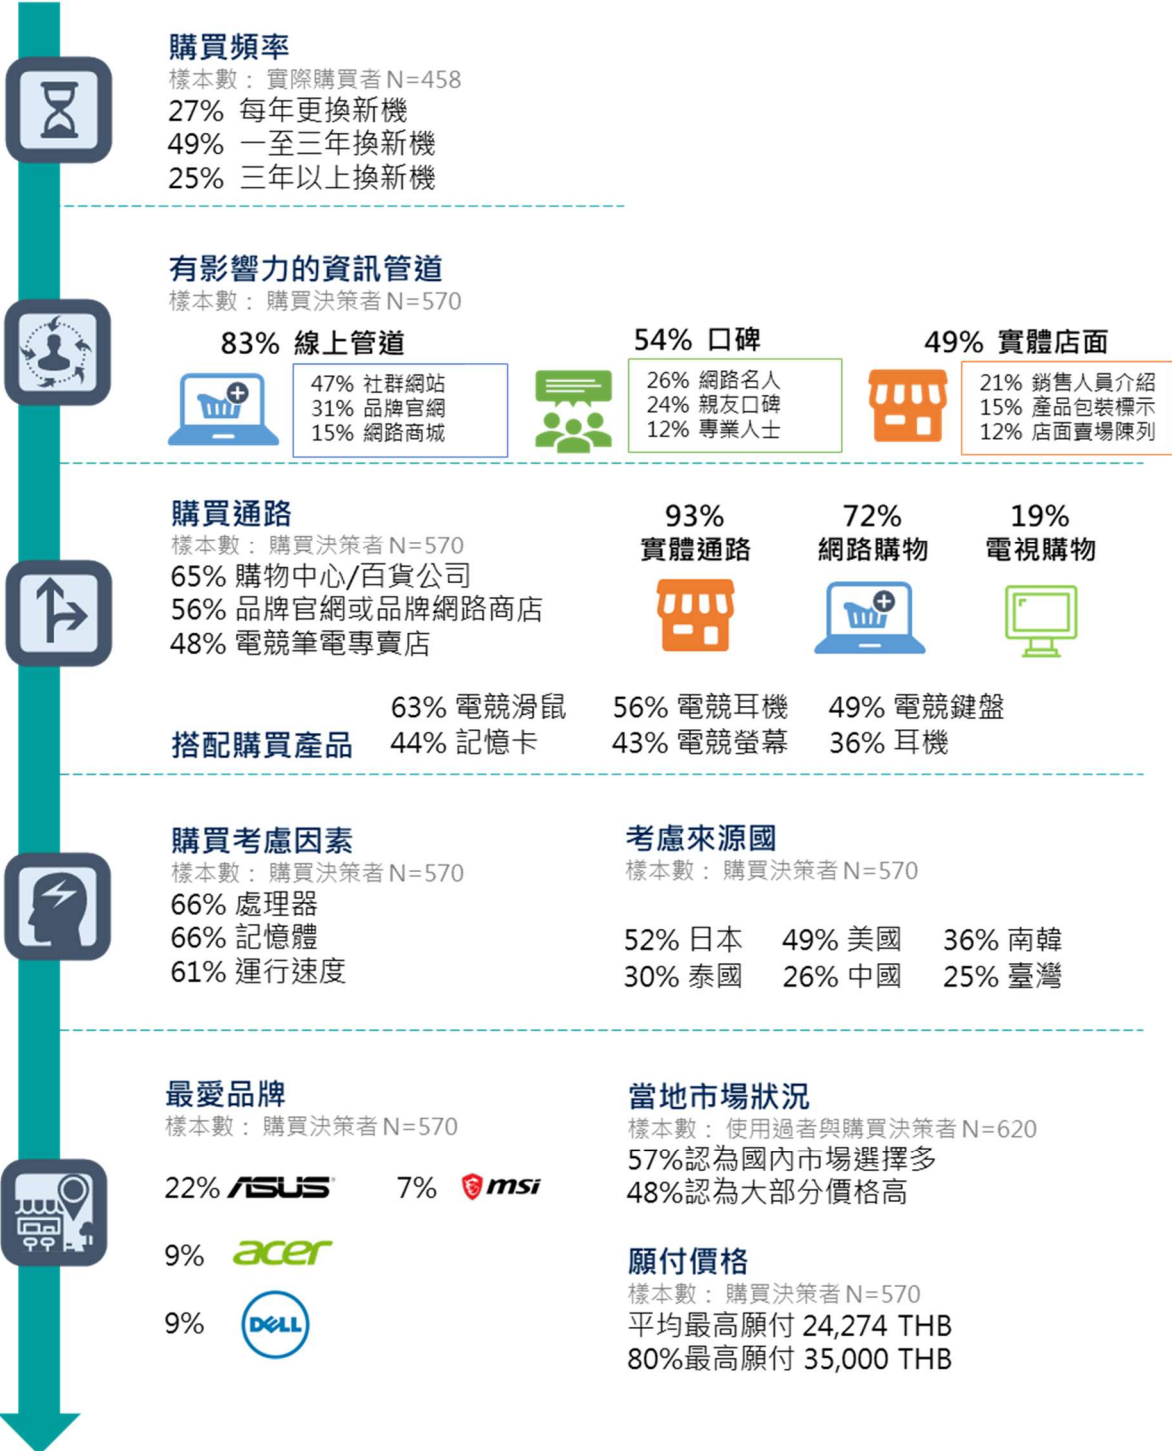 購買頻率
樣本數： 實際購買者 N=458
27% 每年更換新機
49% 一至三年換新機
25% 三年以上換新機
有影響力的資訊管道
樣本數： 購買決策者 N=570
83% 線上管道
47% 社群網站
31% 品牌官網
15% 網路商城
54% 口碑
26% 網路名人
24% 親友口碑
12% 專業人士
49% 實體店面
21% 銷售人員介紹
15% 產品包裝標示
12% 店面賣場陳列
購買通路
樣本數： 購買決策者 N=570
65% 購物中心/百貨公司
56% 品牌官網或品牌網路商店
48% 電競筆電專賣店
93%
實體通路
72%
網路購物
19%
電視購物
搭配購買產品
63% 電競滑鼠 56% 電競耳機 49% 電競鍵盤
44% 記憶卡 43% 電競螢幕 36% 耳機
購買考慮因素
樣本數： 購買決策者 N=570
66% 處理器
66% 記憶體
61% 運行速度
考慮來源國
樣本數： 購買決策者 N=570
52% 日本 49% 美國 36% 南韓
30% 泰國 26% 中國 25% 臺灣
最愛品牌
樣本數： 購買決策者 N=570
22% ASUS 7% msi
9% acer
9% DELL
當地市場狀況
樣本數： 使用過者與購買決策者 N=620
57%認為國內市場選擇多
48%認為大部分價格高
願付價格
樣本數： 購買決策者 N=570
平均最高願付 24,274 THB
80%最高願付 35,000 THB